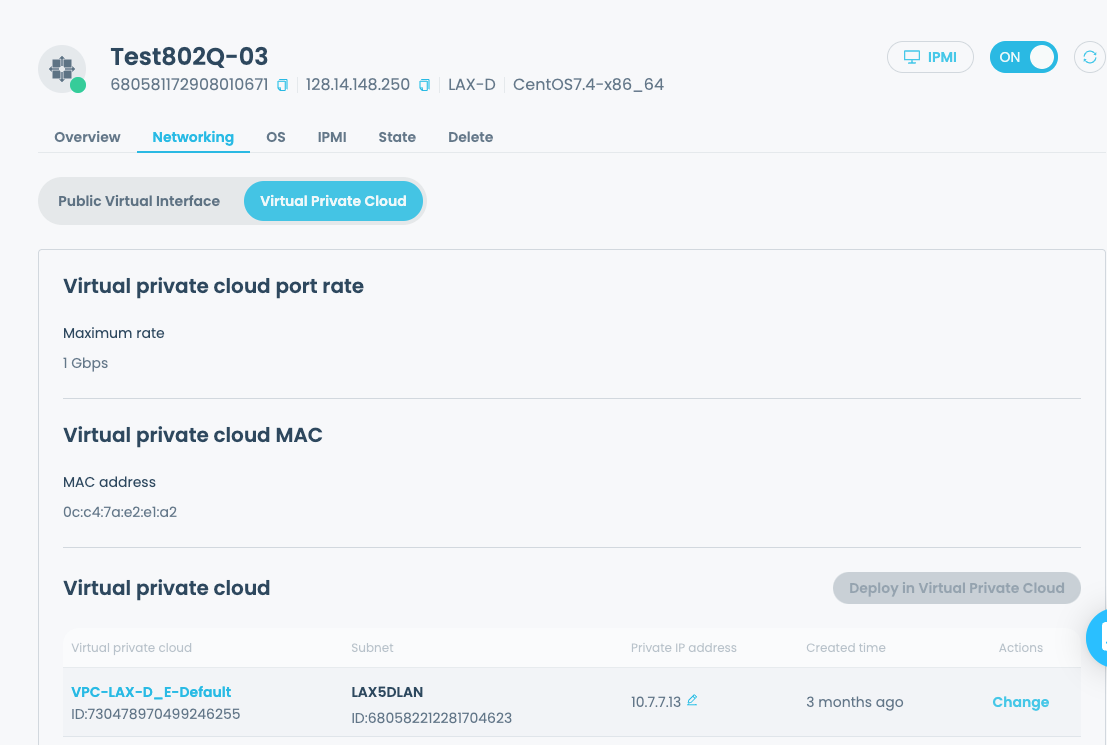 Test802Q-03
680581172908010671 128.14.148.250 LAX-D CentOS7.4-x86_64
IPMI ON
Overview Networking OS IPMI State Delete
Public Virtual Interface Virtual Private Cloud
Virtual private cloud port rate
Maximum rate
1 Gbps
Virtual private cloud MAC
MAC address
0c:c4:7a:e2:e1:a2
Virtual private cloud Deploy in Virtual Private Cloud
Virtual private cloud Subnet Private IP address Created time Actions
VPC-LAX-D_E-Default LAX5DLAN 10.7.7.13 3 months ago Change
ID:730478970499246255 ID:680582212281704623